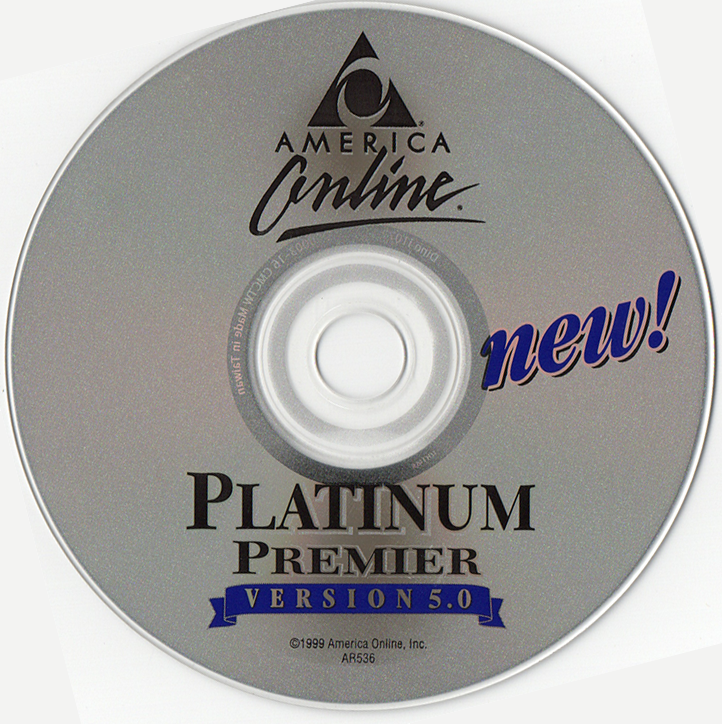 AMERICA
Online®
new!
PLATINUM
PREMIER
VERSION 5.0
©1999 America Online, Inc.
AR536